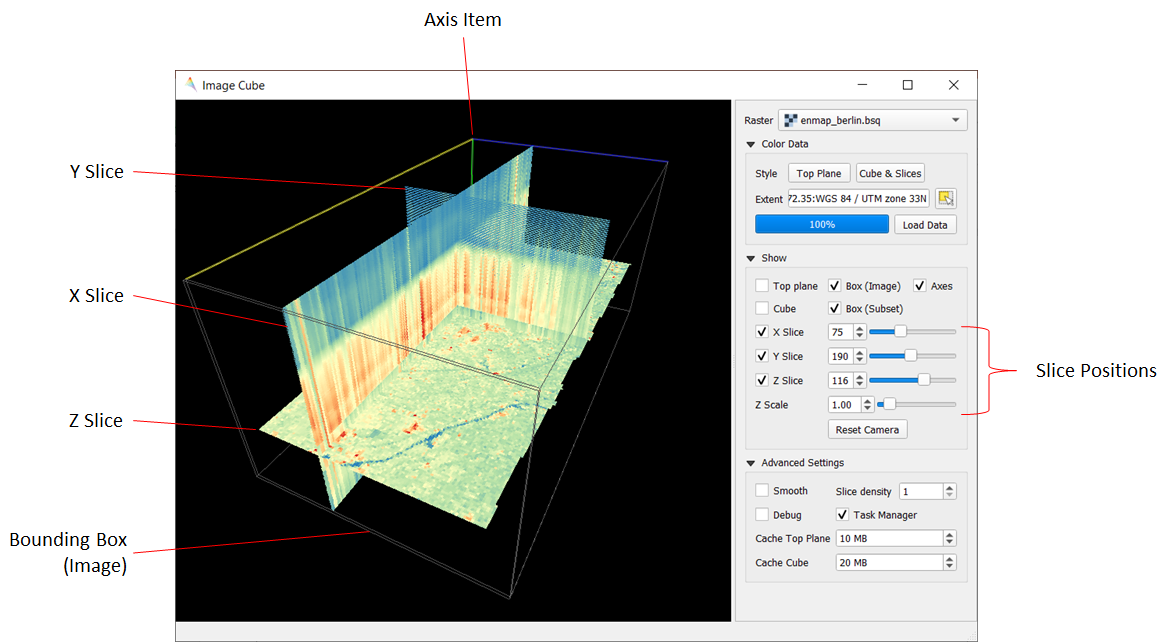 Axis Item
Image Cube
Y Slice
X Slice
Z Slice
Bounding Box
(Image)
Raster enmap_berlin.bsq
Color Data
Style Top Plane Cube & Slices
Extent 72.35:WGS 84 / UTM zone 33N
100% Load Data
Show
Top plane Box (Image) Axes
Cube Box (Subset)
X Slice 75
Y Slice 190
Z Slice 116
Z Scale 1.00
Reset Camera
Slice Positions
Advanced Settings
Smooth Slice density 1
Debug Task Manager
Cache Top Plane 10 MB
Cache Cube 20 MB